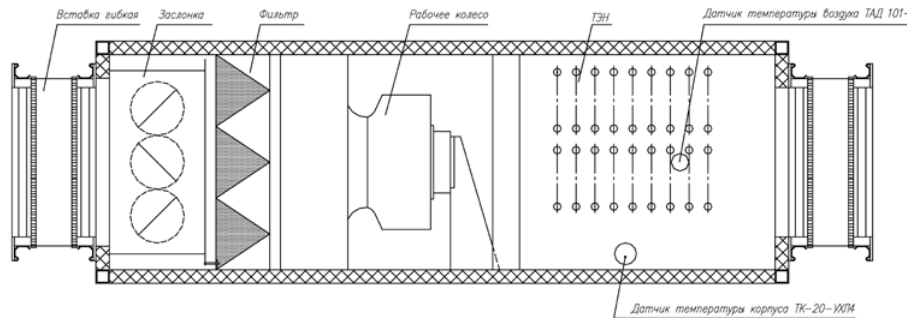 Вставка гибкая
Заслонка
Фильтр
Рабочее колесо
ТЭН
Датчик температуры воздуха ТАД 101-
Датчик температуры корпуса ТК-20-УХЛ4